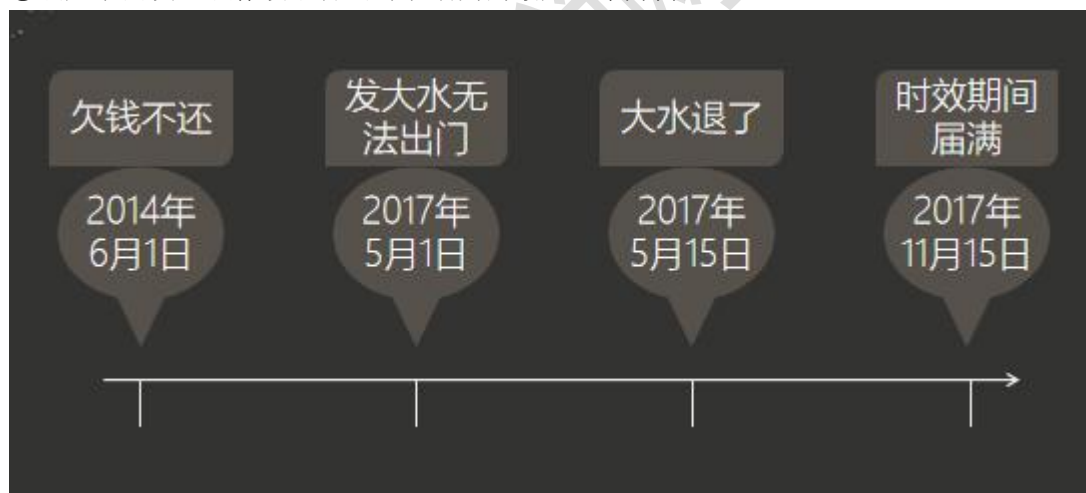 欠钱不还
发大水无
法出门
大水退了
时效期间
届满
2014年
6月1日
2017年
5月1日
2017年
5月15日
2017年
11月15日